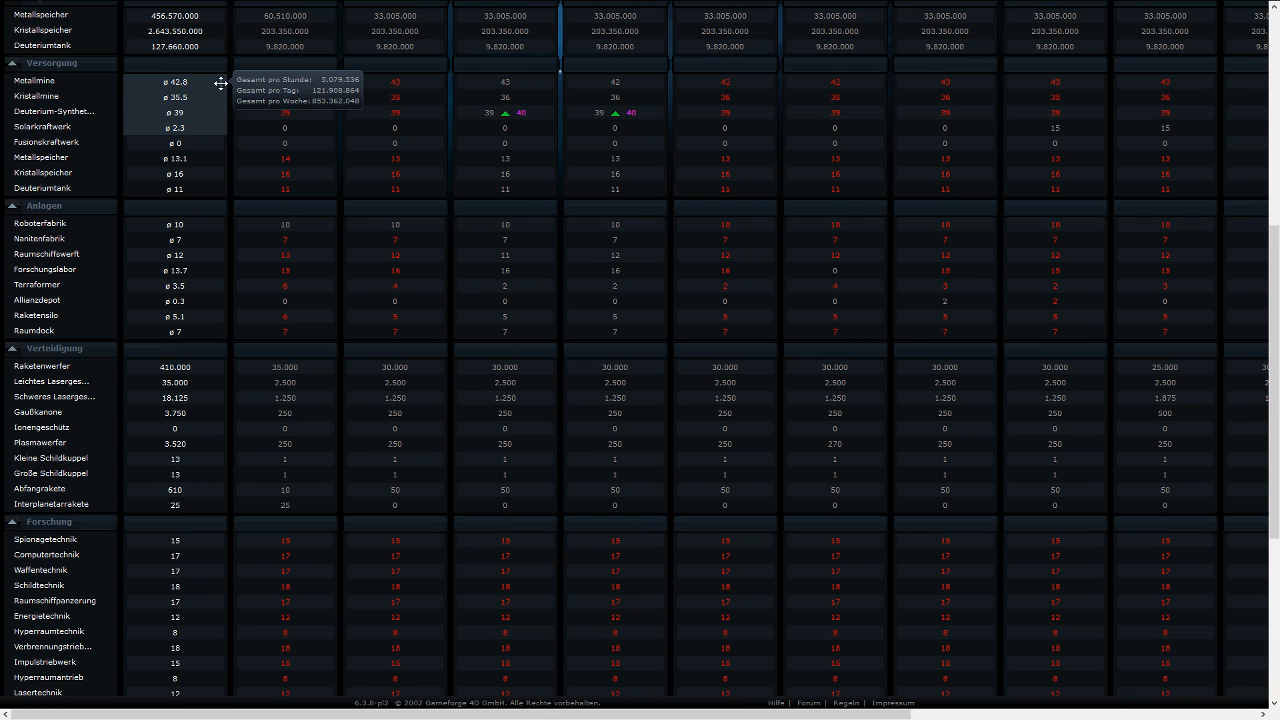 Metallspeicher 456.570.000 60.510.000 33.005.000 33.005.000 33.005.000 33.005.000 33.005.000 33.005.000 33.005.000
Kristallspeicher 2.643.550.000 203.350.000 203.350.000 203.350.000 203.350.000 203.350.000 203.350.000 203.350.000 203.350.000
Deuteriumtank 127.660.000 9.820.000 9.820.000 9.820.000 9.820.000 9.820.000 9.820.000 9.820.000 9.820.000
Versorgung
Metallmine ø 42.8 Gesamt pro Stunde: 5.079.536 43 43 42 42 42 43 43 43
Kristallmine ø 35.5 Gesamt pro Tag: 121.908.864 35 36 36 36 35 35 35 35
Gesamt pro Woche: 853.362.048
Deuterium-Synthet... ø 39 39 39 39 40 39 40 39 39 39 39 39
Solarkraftwerk ø 2.3 0 0 0 0 0 0 0 15 15
Fusionskraftwerk ø 0 0 0 0 0 0 0 0 0 0
Metallspeicher ø 13.1 14 13 13 13 13 13 13 13 13
Kristallspeicher ø 16 16 16 16 16 16 16 16 16 16
Deuteriumtank ø 11 11 11 11 11 11 11 11 11 11
Anlagen
Roboterfabrik ø 10 10 10 10 10 10 10 10 10 10
Nanitenfabrik ø 7 7 7 7 7 7 7 7 7 7
Raumschiffswerft ø 12 13 12 11 12 12 12 12 12 12
Forschungslabor ø 13.7 15 16 16 16 16 0 15 15 15
Terraformer ø 3.5 6 4 2 2 2 4 3 2 3
Allianzdepot ø 0.3 0 0 0 0 0 0 2 2 0
Raketensilo ø 5.1 6 5 5 5 5 5 5 5 5
Raumdock ø 7 7 7 7 7 7 7 7 7 7
Verteidigung
Raketenwerfer 410.000 35.000 30.000 30.000 30.000 30.000 30.000 30.000 30.000 25.000
Leichtes Laserges... 35.000 2.500 2.500 2.500 2.500 2.500 2.500 2.500 2.500 2.500
Schweres Laserges... 18.125 1.250 1.250 1.250 1.250 1.250 1.250 1.250 1.250 1.875
Gaußkanone 3.750 250 250 250 250 250 250 250 250 500
Ionengeschütz 0 0 0 0 0 0 0 0 0 0
Plasmawerfer 3.520 250 250 250 250 250 270 250 250 250
Kleine Schildkuppel 13 1 1 1 1 1 1 1 1 1
Große Schildkuppel 13 1 1 1 1 1 1 1 1 1
Abfangrakete 610 10 50 50 50 50 50 50 50 50
Interplanetarrakete 25 25 0 0 0 0 0 0 0 0
Forschung
Spionagetechnik 15 15 15 15 15 15 15 15 15 15
Computertechnik 17 17 17 17 17 17 17 17 17 17
Waffentechnik 17 17 17 17 17 17 17 17 17 17
Schildtechnik 18 18 18 18 18 18 18 18 18 18
Raumschiffpanzerung 17 17 17 17 17 17 17 17 17 17
Energietechnik 12 12 12 12 12 12 12 12 12 12
Hyperraumtechnik 8 8 8 8 8 8 8 8 8 8
Verbrennungstrieb... 18 18 18 18 18 18 18 18 18 18
Impulstriebwerk 15 15 15 15 15 15 15 15 15 15
Hyperraumantrieb 8 8 8 8 8 8 8 8 8 8
Lasertechnik 12 12 12 12 12 12 12 12 12 12
6.3.8-pl2 © 2002 Gameforge 4D GmbH. Alle Rechte vorbehalten. Hilfe | Forum | Regeln | Impressum